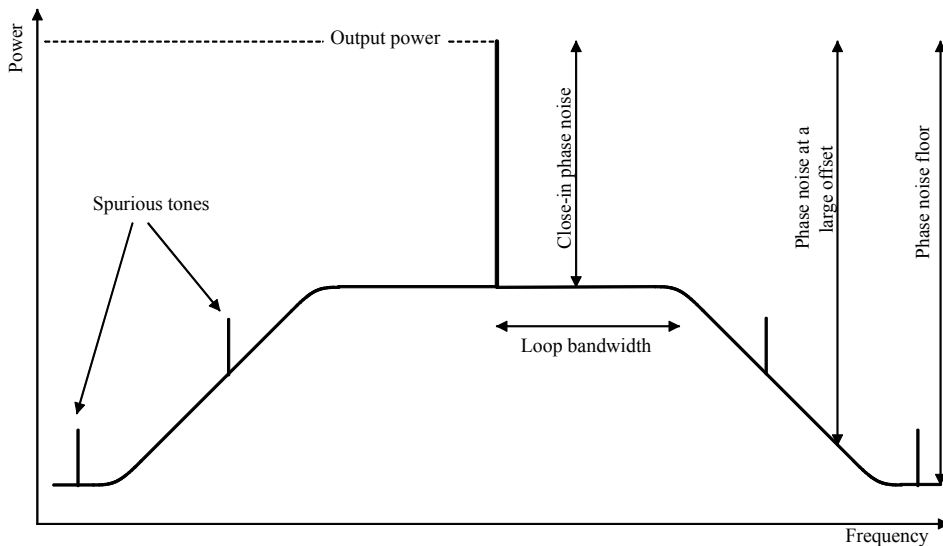 Power
Output power
Close-in phase noise
Phase noise at a
large offset
Phase noise floor
Spurious tones
Loop bandwidth
Frequency